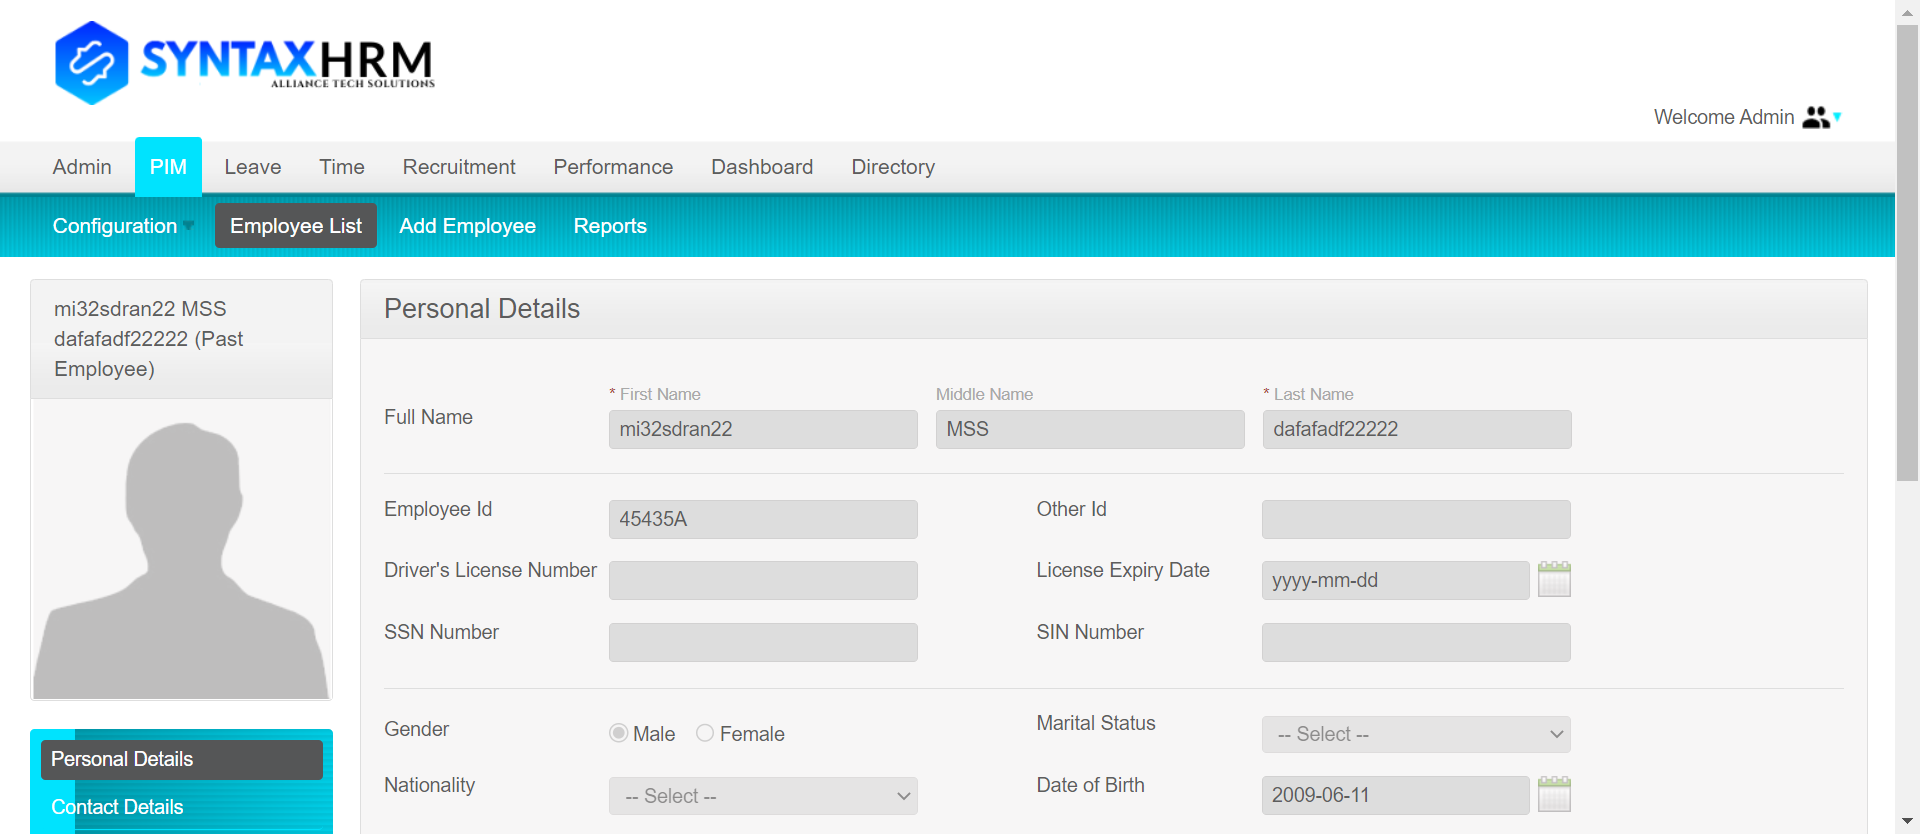 SYNTAXHRM
ALLIANCE TECH SOLUTIONS
Welcome Admin
Admin PIM Leave Time Recruitment Performance Dashboard Directory
Configuration Employee List Add Employee Reports
mi32sdran22 MSS
dafafadf22222 (Past
Employee)
Personal Details
Contact Details
Personal Details
* First Name Middle Name * Last Name
Full Name mi32sdran22 MSS dafafadf22222
Employee Id 45435A Other Id
Driver's License Number License Expiry Date yyyy-mm-dd
SSN Number SIN Number
Gender Male Female Marital Status -- Select --
Nationality -- Select -- Date of Birth 2009-06-11